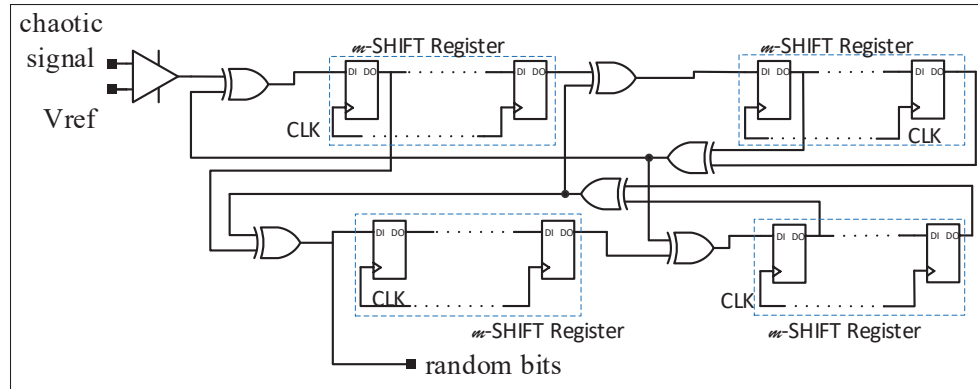 chaotic
signal
Vref
𝓂-SHIFT Register
DI DO
DI DO
CLK
𝓂-SHIFT Register
DI DO
DI DO
CLK
DI DO
DI DO
CLK
𝓂-SHIFT Register
DI DO
DI DO
CLK
𝓂-SHIFT Register
random bits